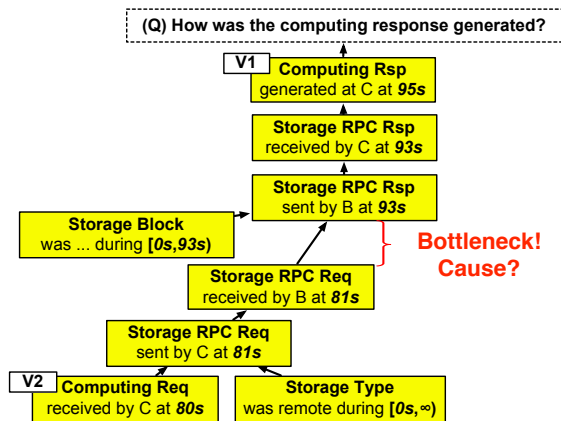 (Q) How was the computing response generated?
V1
Computing Rsp
generated at C at 95s
Storage RPC Rsp
received by C at 93s
Storage RPC Rsp
sent by B at 93s
Storage Block
was ... during [0s,93s)
Bottleneck!
Cause?
Storage RPC Req
received by B at 81s
Storage RPC Req
sent by C at 81s
V2
Computing Req
received by C at 80s
Storage Type
was remote during [0s,∞)